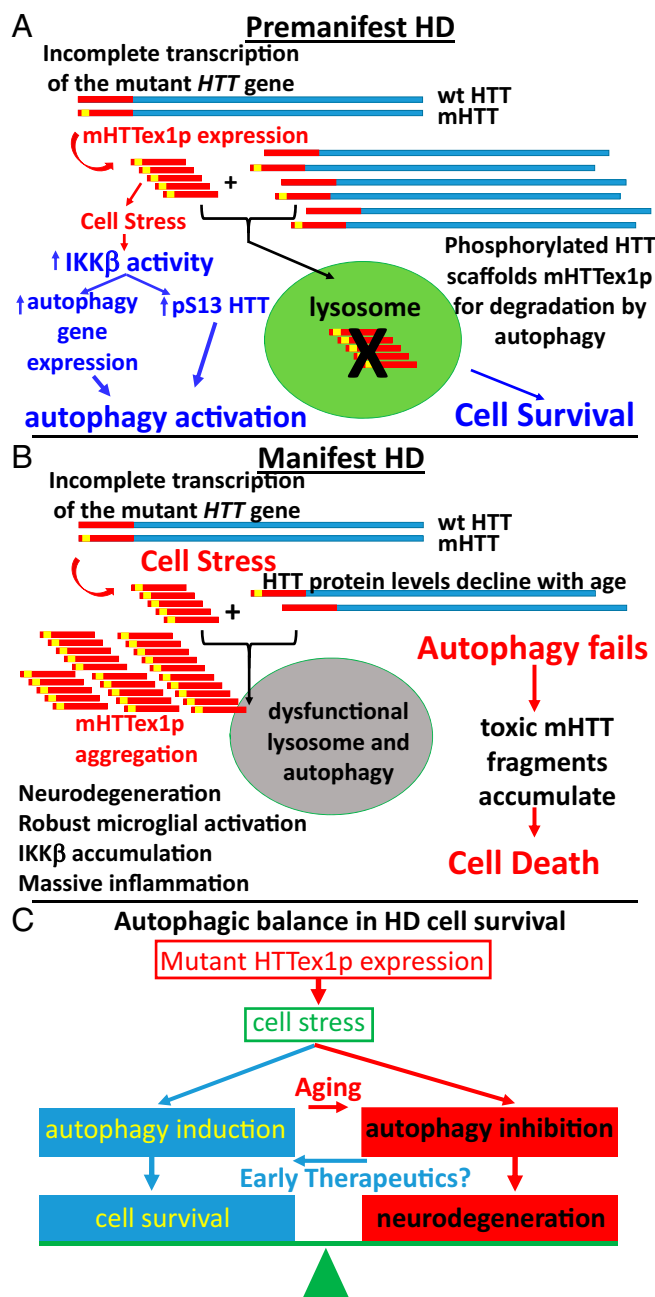 A
Premanifest HD
Incomplete transcription
of the mutant HTT gene
wt HTT
mHTT
mHTTex1p expression
+
Cell Stress
↑ IKKβ activity
↑ autophagy
gene
expression
↑ pS13 HTT
autophagy activation
lysosome
X
Phosphorylated HTT
scaffolds mHTTex1p
for degradation by
autophagy
Cell Survival
B
Manifest HD
Incomplete transcription
of the mutant HTT gene
wt HTT
mHTT
Cell Stress
HTT protein levels decline with age
+
mHTTex1p
aggregation
dysfunctional
lysosome and
autophagy
Autophagy fails
toxic mHTT
fragments
accumulate
Cell Death
Neurodegeneration
Robust microglial activation
IKKβ accumulation
Massive inflammation
C
Autophagic balance in HD cell survival
Mutant HTTex1p expression
cell stress
Aging
autophagy induction
autophagy inhibition
Early Therapeutics?
cell survival
neurodegeneration